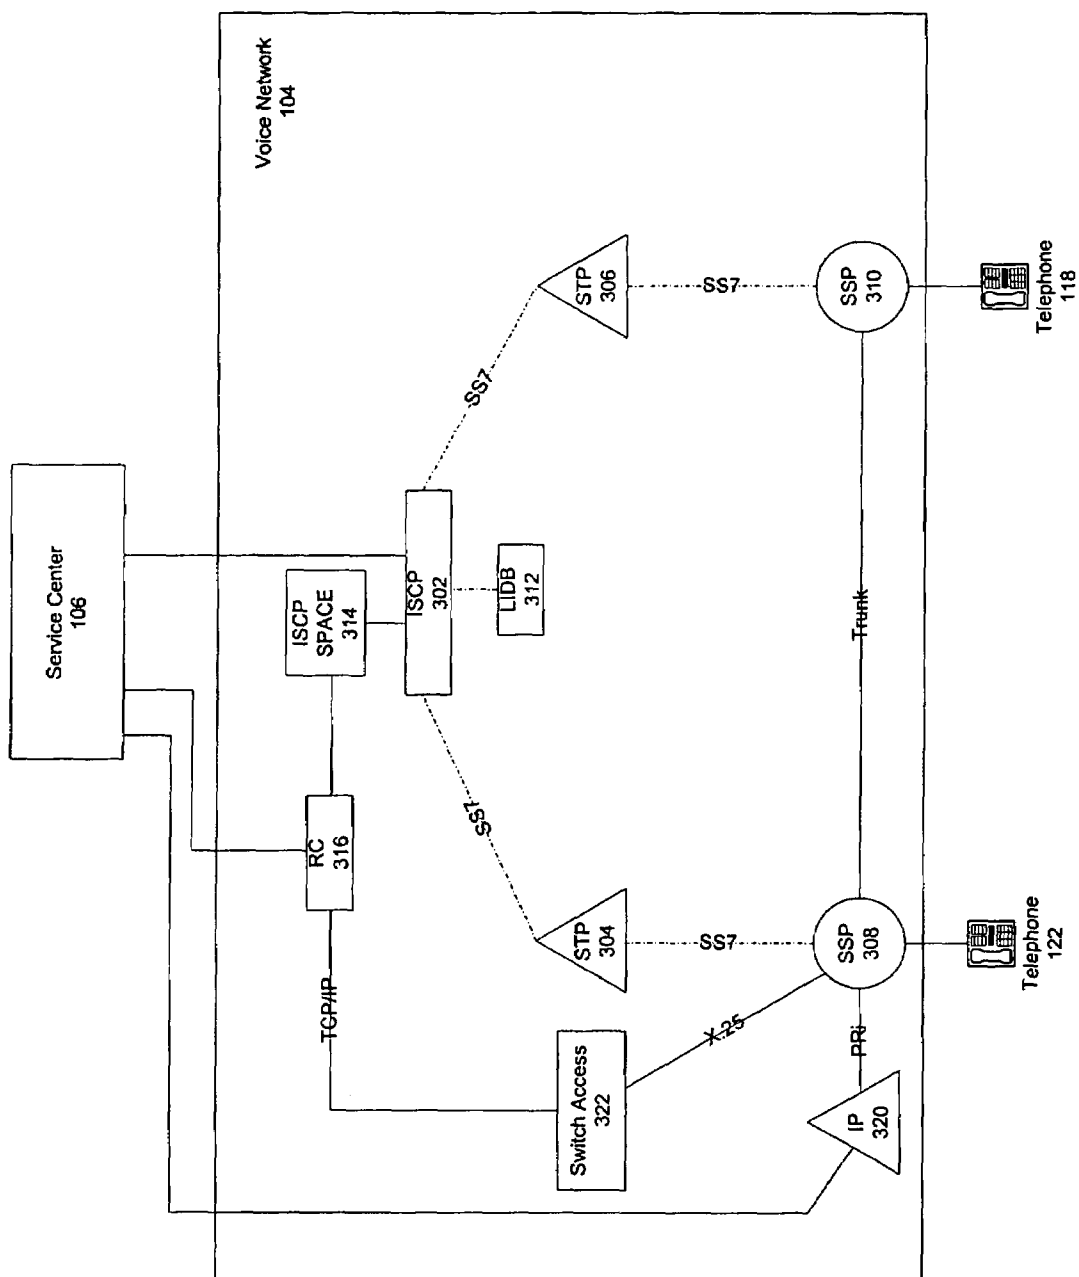 Service Center
106
Voice Network
104
ISCP
SPACE
314
ISCP
302
LIDB
312
RC
316
SS7
SS7
STP
306
STP
304
SS7
SS7
TCP/IP
Switch Access
322
X.25
SSP
310
SSP
308
Trunk
PRi
IP
320
Telephone
118
Telephone
122